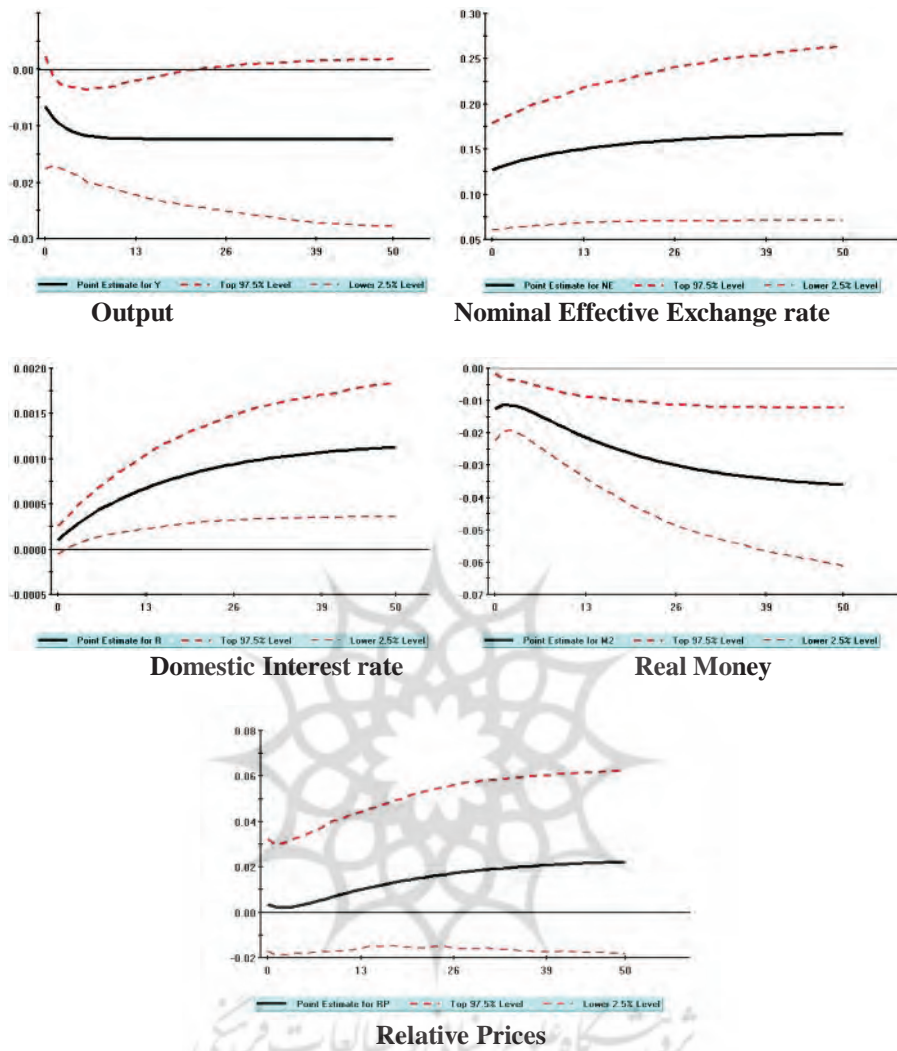 0.00
-0.01
-0.02
-0.03
0 13 26 39 50
Point Estimate for Y Top 97.5% Level Lower 2.5% Level
Output
0.30
0.25
0.20
0.15
0.10
0.05
0 13 26 39 50
Point Estimate for NE Top 97.5% Level Lower 2.5% Level
Nominal Effective Exchange rate
0.0020
0.0015
0.0010
0.0005
0.0000
-0.0005
0 13 26 39 50
Point Estimate for R Top 97.5% Level Lower 2.5% Level
Domestic Interest rate
0.00
-0.01
-0.02
-0.03
-0.04
-0.05
-0.06
-0.07
0 13 26 39 50
Point Estimate for M2 Top 97.5% Level Lower 2.5% Level
Real Money
0.08
0.06
0.04
0.02
0.00
-0.02
0 13 26 39 50
Point Estimate for RP Top 97.5% Level Lower 2.5% Level
Relative Prices